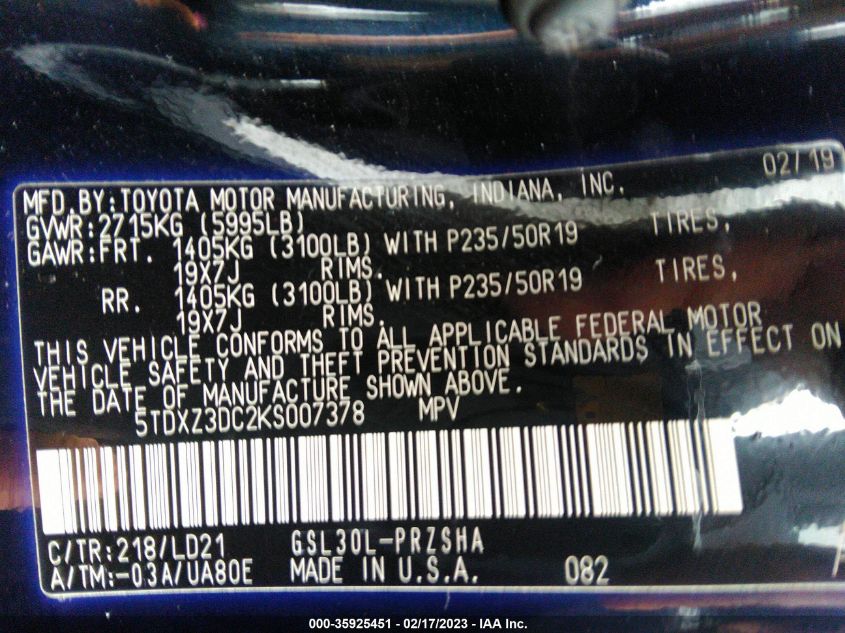 02/19
MFD.BY:TOYOTA MOTOR MANUFACTURING, INDIANA, INC.
GVWR:2715KG (5995LB)
GAWR:FRT. 1405KG (3100LB) WITH P235/50R19 TIRES,
19X7J RIMS.
RR. 1405KG (3100LB) WITH P235/50R19 TIRES,
19X7J RIMS.
THIS VEHICLE CONFORMS TO ALL APPLICABLE FEDERAL MOTOR
VEHICLE SAFETY AND THEFT PREVENTION STANDARDS IN EFFECT ON
THE DATE OF MANUFACTURE SHOWN ABOVE.
5TDXZ3DC2KS007378 MPV
C/TR:218/LD21 GSL30L-PRZSHA
A/TM:-03A/UA80E MADE IN U.S.A. 082
000-35925451 - 02/17/2023 - IAA Inc.